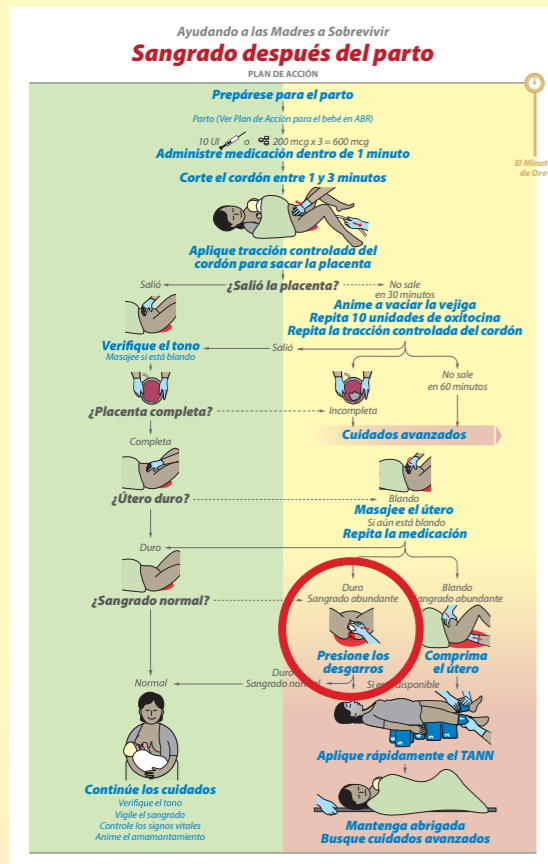 Ayudando a las Madres a Sobrevivir
Sangrado después del parto
PLAN DE ACCIÓN
Prepárese para el parto
Parto (Ver Plan de Acción para el bebé en ABR)
10 UI o 200 mcg x 3 = 600 mcg
Administre medicación dentro de 1 minuto
El Minuto
de Oro
Corte el cordón entre 1 y 3 minutos
Aplique tracción controlada del
cordón para sacar la placenta
Salió
¿Salió la placenta?
No sale
en 30 minutos
Anime a vaciar la vejiga
Repita 10 unidades de oxitocina
Repita la tracción controlada del cordón
Verifique el tono
Masajee si está blando
Salió
No sale
en 60 minutos
¿Placenta completa?
Incompleta
Completa
Cuidados avanzados
¿Útero duro?
Blando
Masajee el útero
Si aún está blando
Repita la medicación
Duro
¿Sangrado normal?
Duro
Sangrado abundante
Blando
Sangrado abundante
Presione los
desgarros
Comprima
el útero
Normal
Duro
Sangrado normal
Si está disponible
Aplique rápidamente el TANN
Continúe los cuidados
Verifique el tono
Vigile el sangrado
Controle los signos vitales
Anime el amamantamiento
Mantenga abrigada
Busque cuidados avanzados